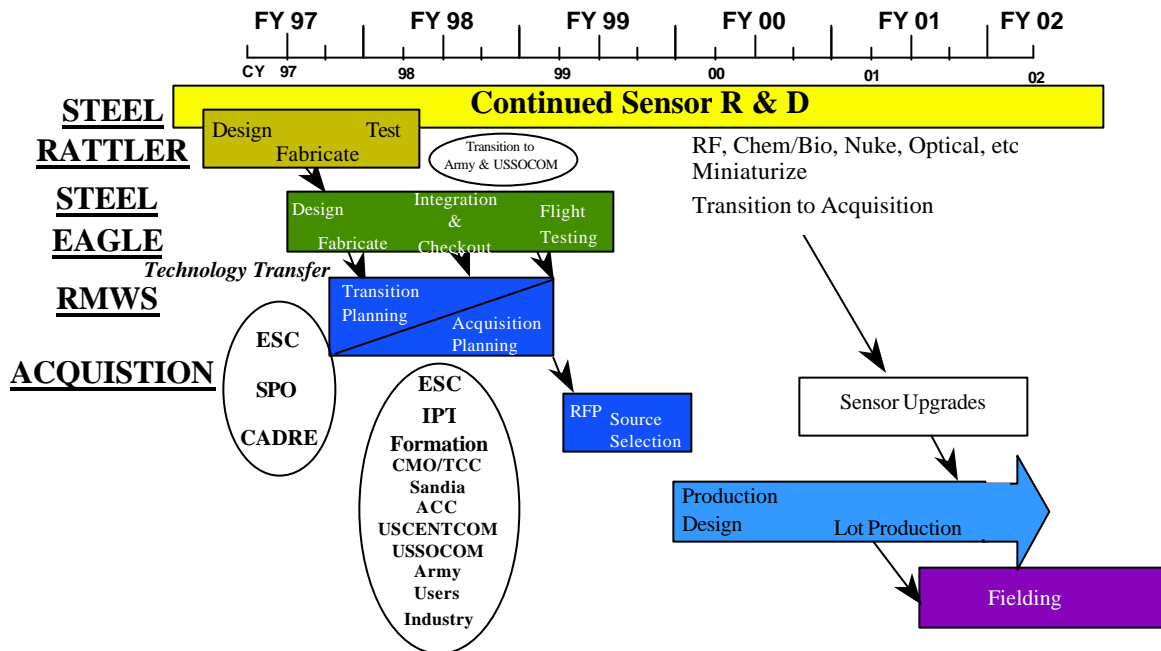 FY 97 FY 98 FY 99 FY 00 FY 01 FY 02
CY 97 98 99 00 01 02
Continued Sensor R & D
STEEL
RATTLER
Design Test
Fabricate
Transition to
Army & USSOCOM
RF, Chem/Bio, Nuke, Optical, etc
Miniaturize
Transition to Acquisition
STEEL
EAGLE
Design
Fabricate
Integration
&
Checkout
Flight
Testing
Technology Transfer
RMWS
Transition
Planning
Acquisition
Planning
ACQUISTION
ESC
SPO
CADRE
ESC
IPT
Formation
CMO/TCC
Sandia
ACC
USCENTCOM
USSOCOM
Army
Users
Industry
RFP Source
Selection
Sensor Upgrades
Production
Design
Lot Production
Fielding